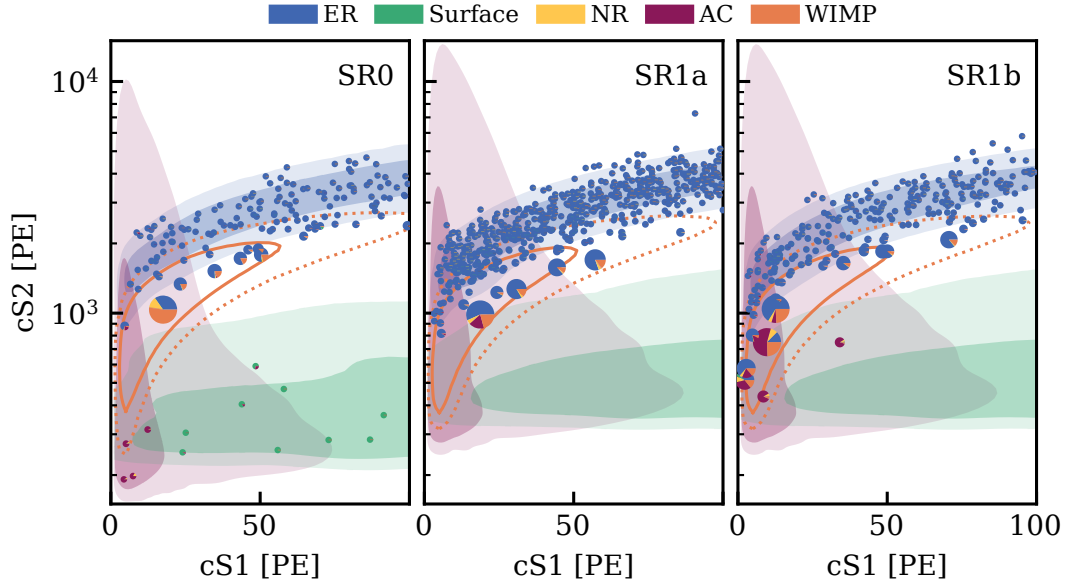 ER Surface NR AC WIMP
SR0 SR1a SR1b
10⁴
10³
cS2 [PE]
0 50 0 50 0 50 100
cS1 [PE] cS1 [PE] cS1 [PE]